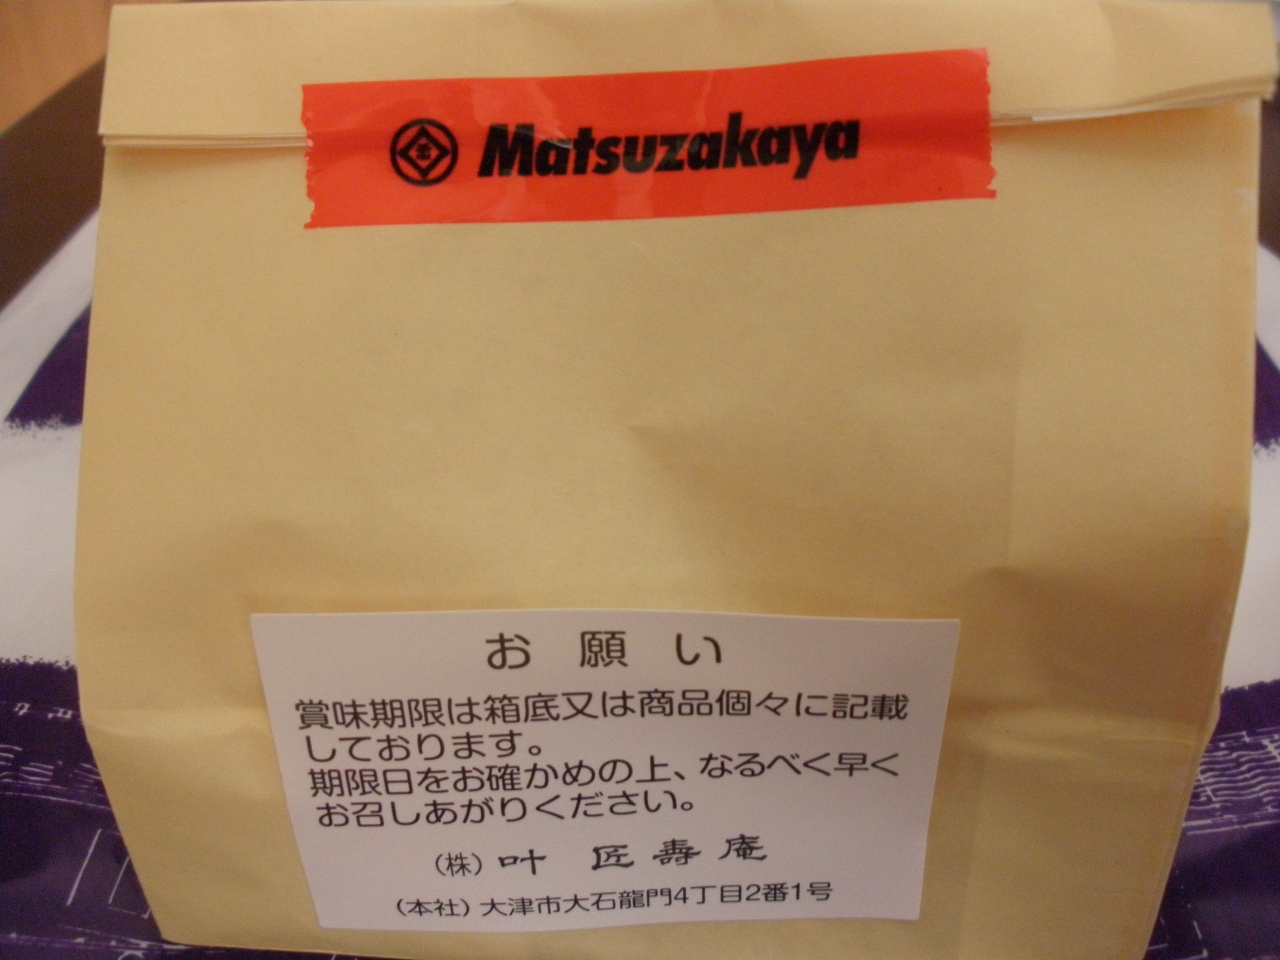 Matsuzakaya
お願い
賞味期限は箱底又は商品個々に記載
しております。
期限日をお確かめの上、なるべく早く
お召しあがりください。
(株) 叶 匠 壽 庵
(本社) 大津市大石龍門4丁目2番1号